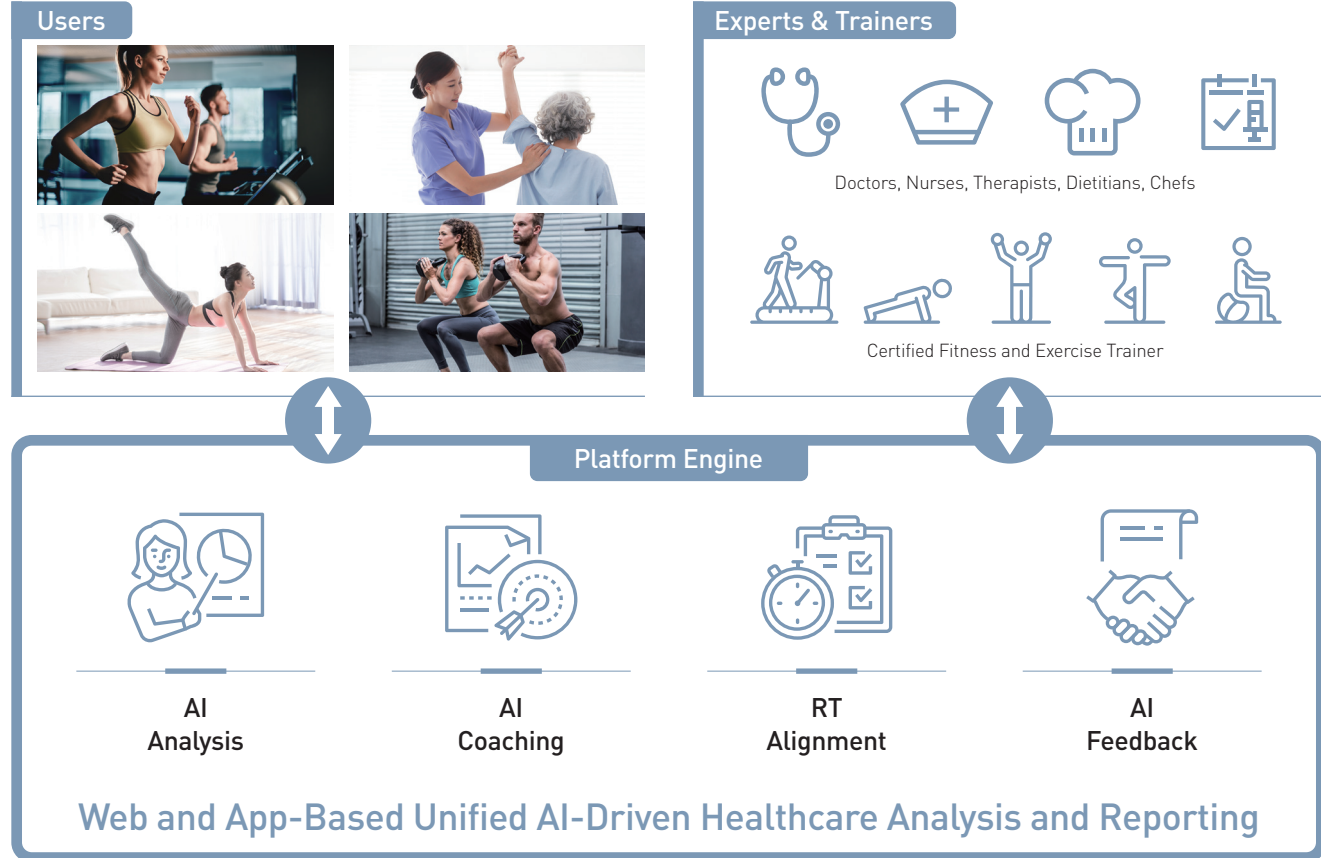 Users
Experts & Trainers
Doctors, Nurses, Therapists, Dietitians, Chefs
Certified Fitness and Exercise Trainer
Platform Engine
AI
Analysis
AI
Coaching
RT
Alignment
AI
Feedback
Web and App-Based Unified AI-Driven Healthcare Analysis and Reporting